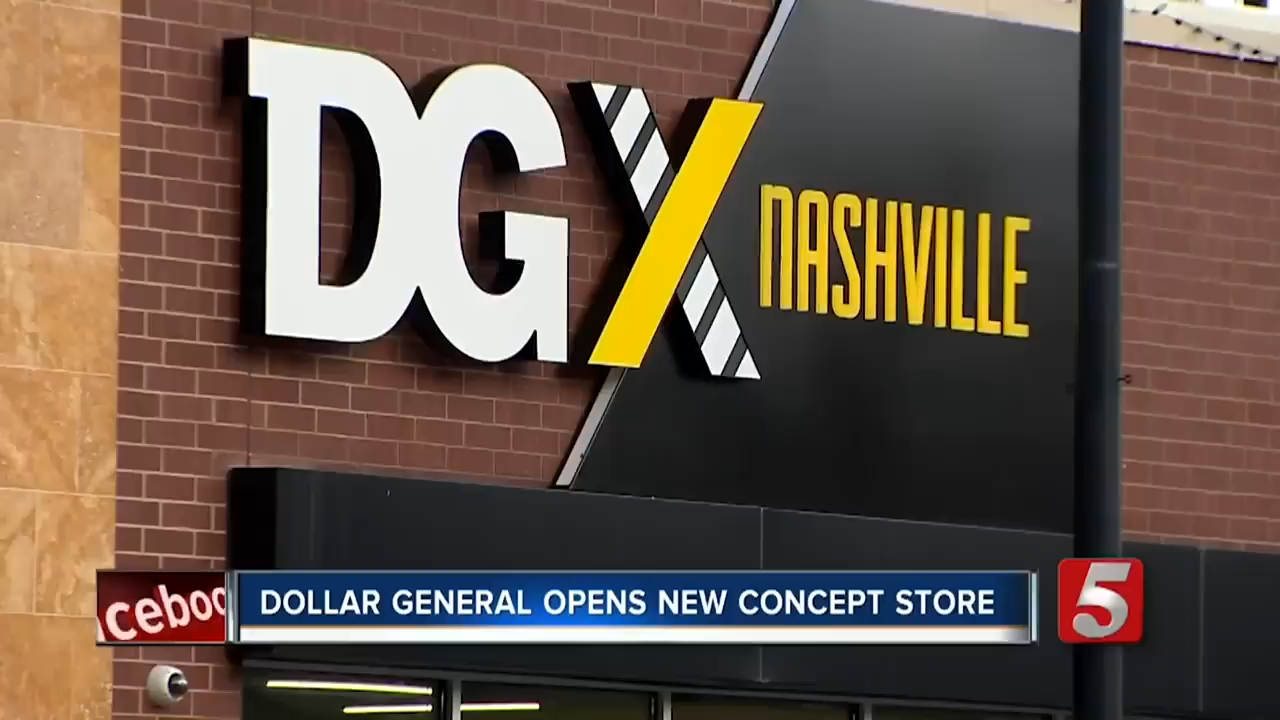 DGX
NASHVILLE
DOLLAR GENERAL OPENS NEW CONCEPT STORE
5